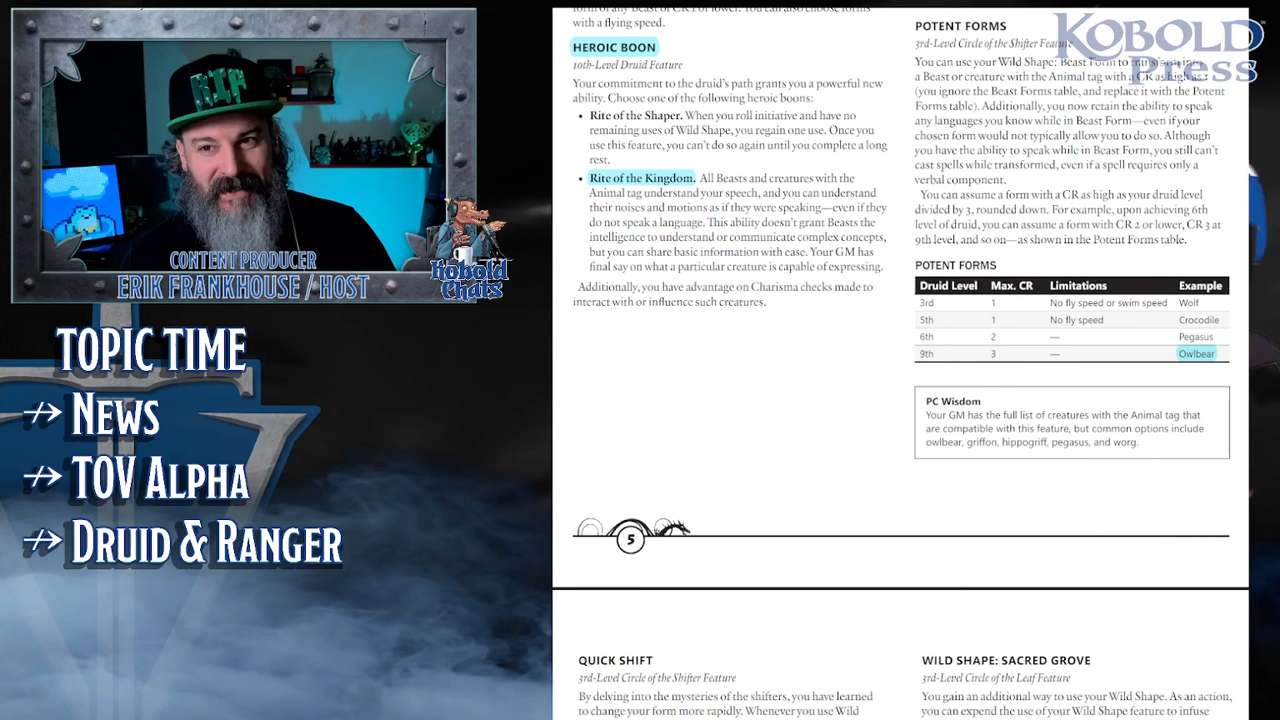 RIP
CONTENT PRODUCER
ERIK FRANKHOUSE / HOST
Kobold
Chats
TOPIC TIME
News
TOV Alpha
Druid & Ranger
form of any Beast of CR 1 or lower. You can also choose forms
with a flying speed.
HEROIC BOON
10th-Level Druid Feature
Your commitment to the druid's path grants you a powerful new
ability. Choose one of the following heroic boons:
• Rite of the Shaper. When you roll initiative and have no
remaining uses of Wild Shape, you regain one use. Once you
use this feature, you can't do so again until you complete a long
rest.
• Rite of the Kingdom. All Beasts and creatures with the
Animal tag understand your speech, and you can understand
their noises and motions as if they were speaking—even if they
do not speak a language. This ability doesn't grant Beasts the
intelligence to understand or communicate complex concepts,
but you can share basic information with ease. Your GM has
final say on what a particular creature is capable of expressing.
Additionally, you have advantage on Charisma checks made to
interact with or influence such creatures.
Kobold
Press
POTENT FORMS
3rd-Level Circle of the Shifter Feature
You can use your Wild Shape: Beast Form to transform into
a Beast or creature with the Animal tag with a CR as high as 1
(you ignore the Beast Forms table, and replace it with the Potent
Forms table). Additionally, you now retain the ability to speak
any languages you know while in Beast Form—even if your
chosen form would not typically allow you to do so. Although
you have the ability to speak while in Beast Form, you still can't
cast spells while transformed, even if a spell requires only a
verbal component.
You can assume a form with a CR as high as your druid level
divided by 3, rounded down. For example, upon achieving 6th
level of druid, you can assume a form with CR 2 or lower, CR 3 at
9th level, and so on—as shown in the Potent Forms table.
POTENT FORMS
Druid Level Max. CR Limitations Example
3rd 1 No fly speed or swim speed Wolf
5th 1 No fly speed Crocodile
6th 2 — Pegasus
9th 3 — Owlbear
PC Wisdom
Your GM has the full list of creatures with the Animal tag that
are compatible with this feature, but common options include
owlbear, griffon, hippogriff, pegasus, and worg.
5
QUICK SHIFT
3rd-Level Circle of the Shifter Feature
By delving into the mysteries of the shifters, you have learned
to change your form more rapidly. Whenever you use Wild
WILD SHAPE: SACRED GROVE
3rd-Level Circle of the Leaf Feature
You gain an additional way to use your Wild Shape. As an action,
you can expend the use of your Wild Shape feature to infuse